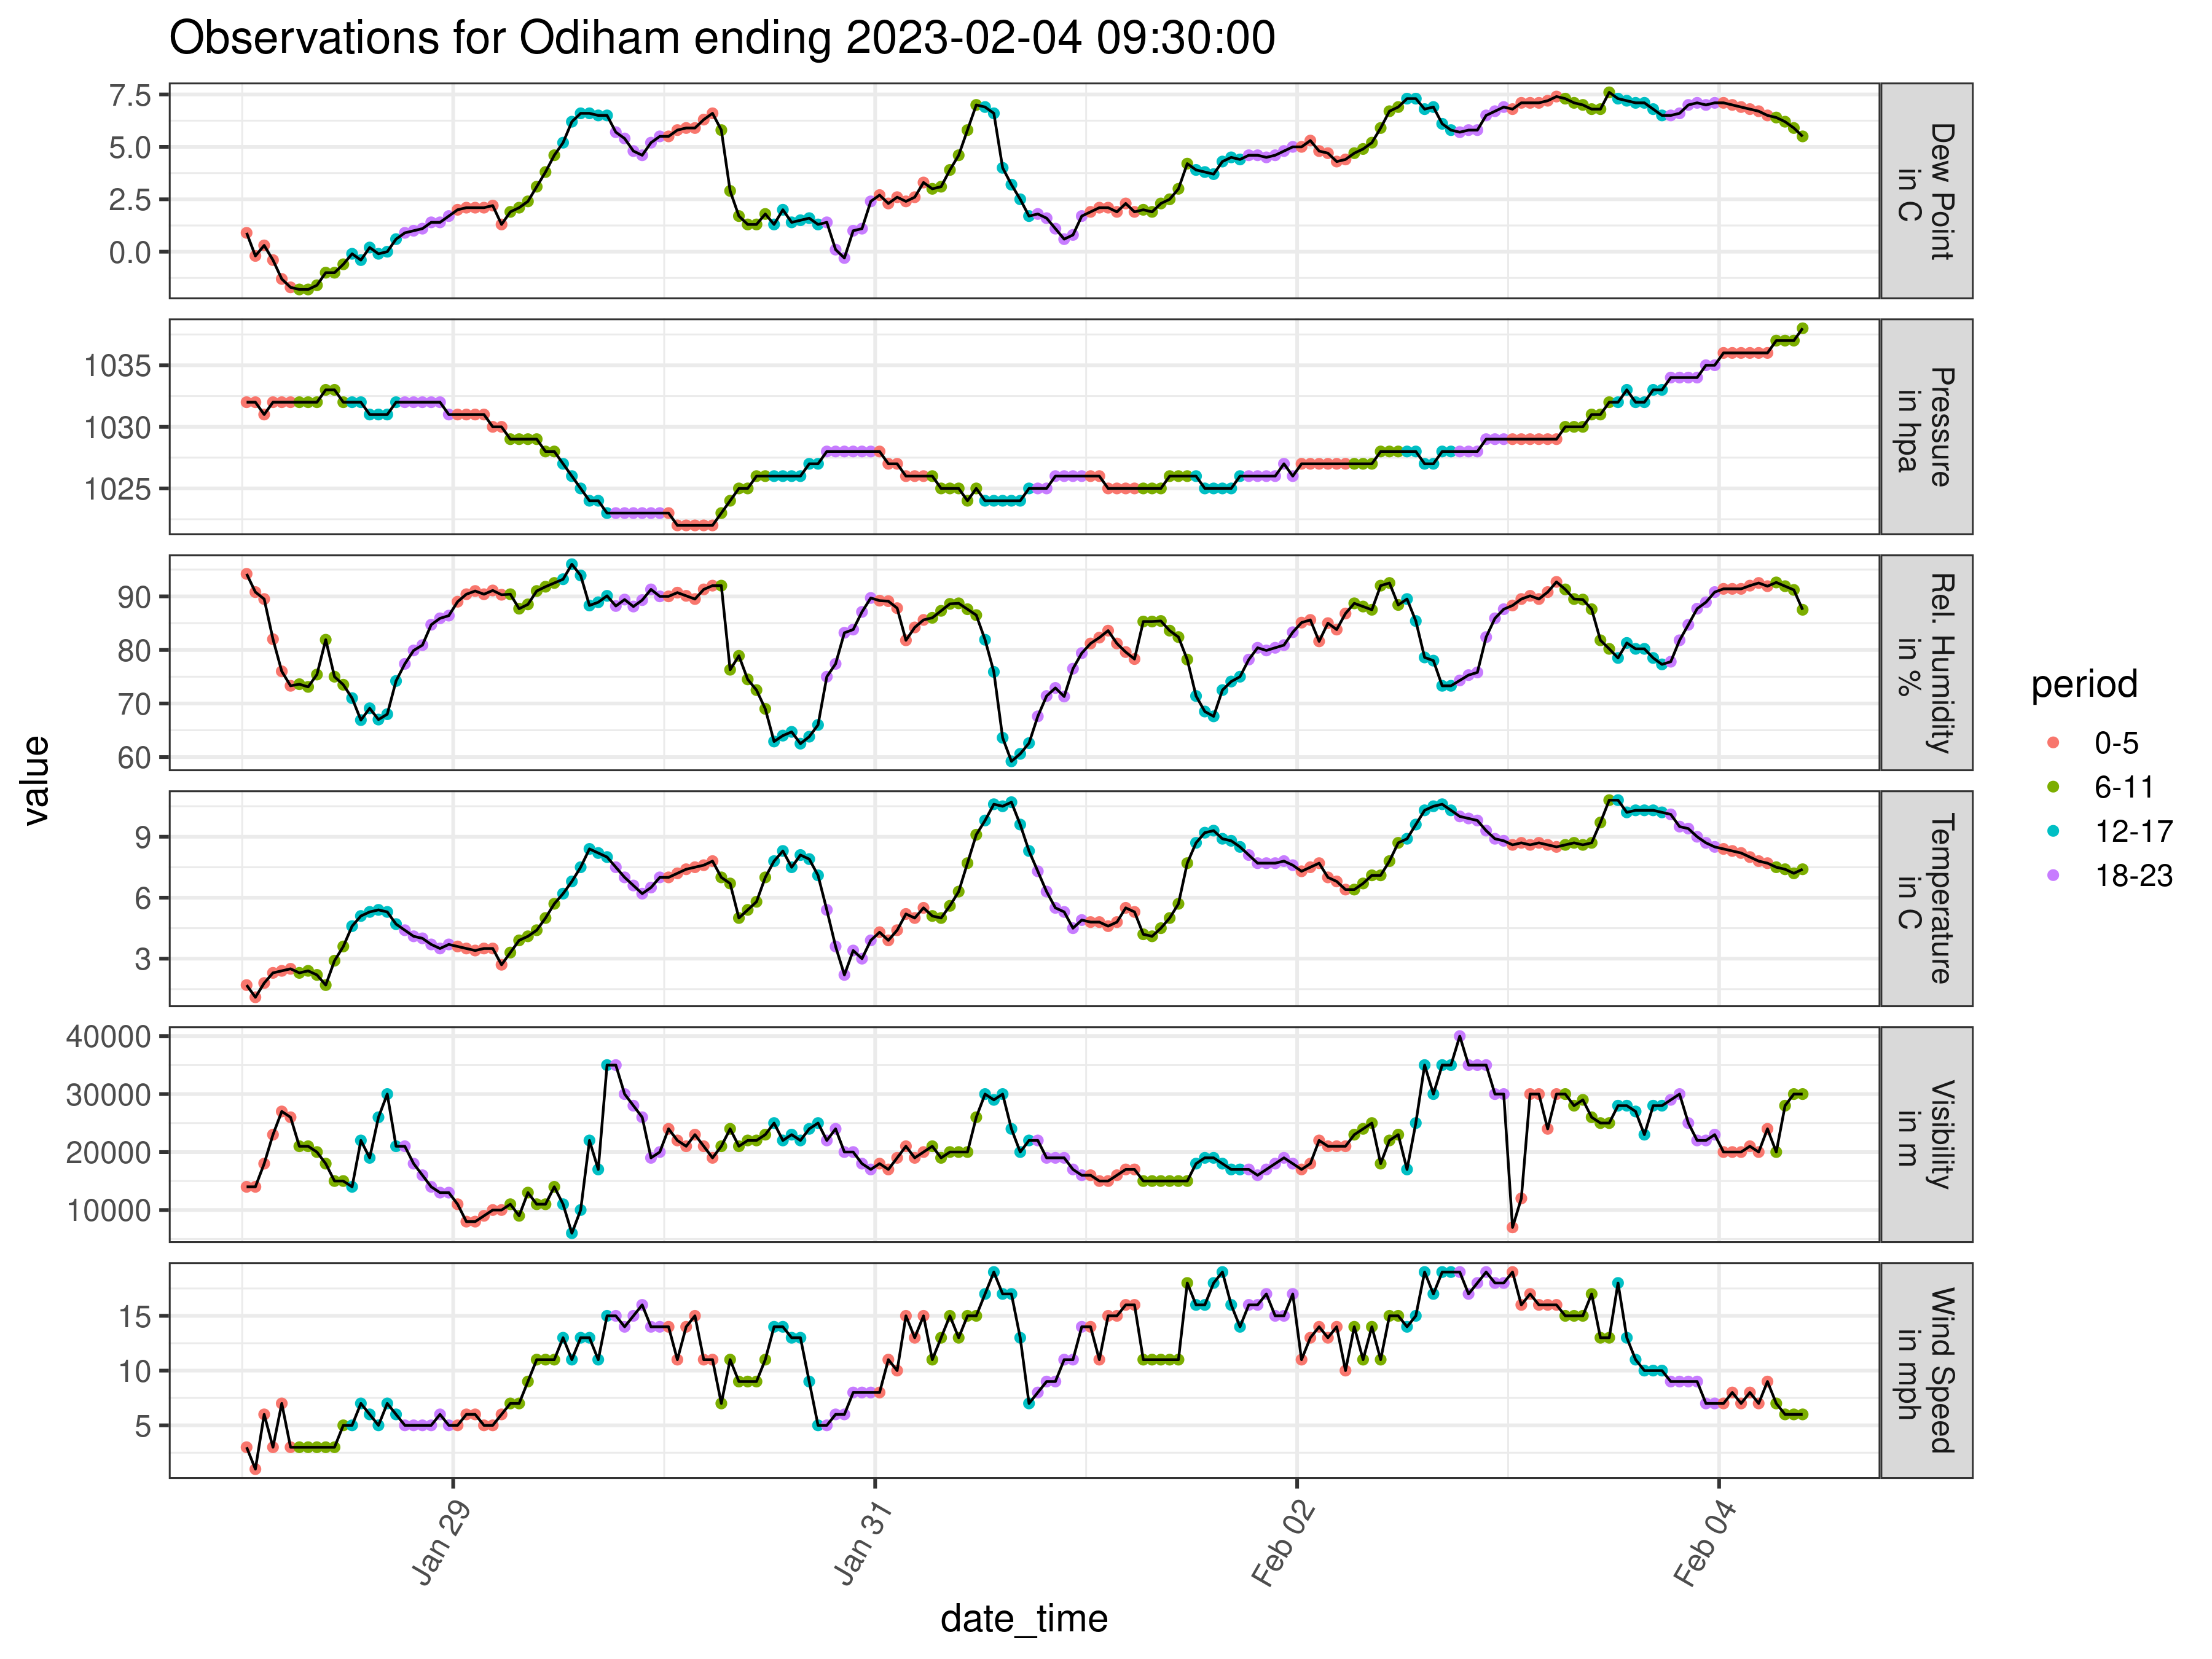 Observations for Odiham ending 2023-02-04 09:30:00
value
7.5
5.0
2.5
0.0
Dew Point
in C
1035
1030
1025
Pressure
in hpa
90
80
70
60
Rel. Humidity
in %
9
6
3
Temperature
in C
40000
30000
20000
10000
Visibility
in m
15
10
5
Wind Speed
in mph
Jan 29
Jan 31
Feb 02
Feb 04
date_time
period
0-5
6-11
12-17
18-23